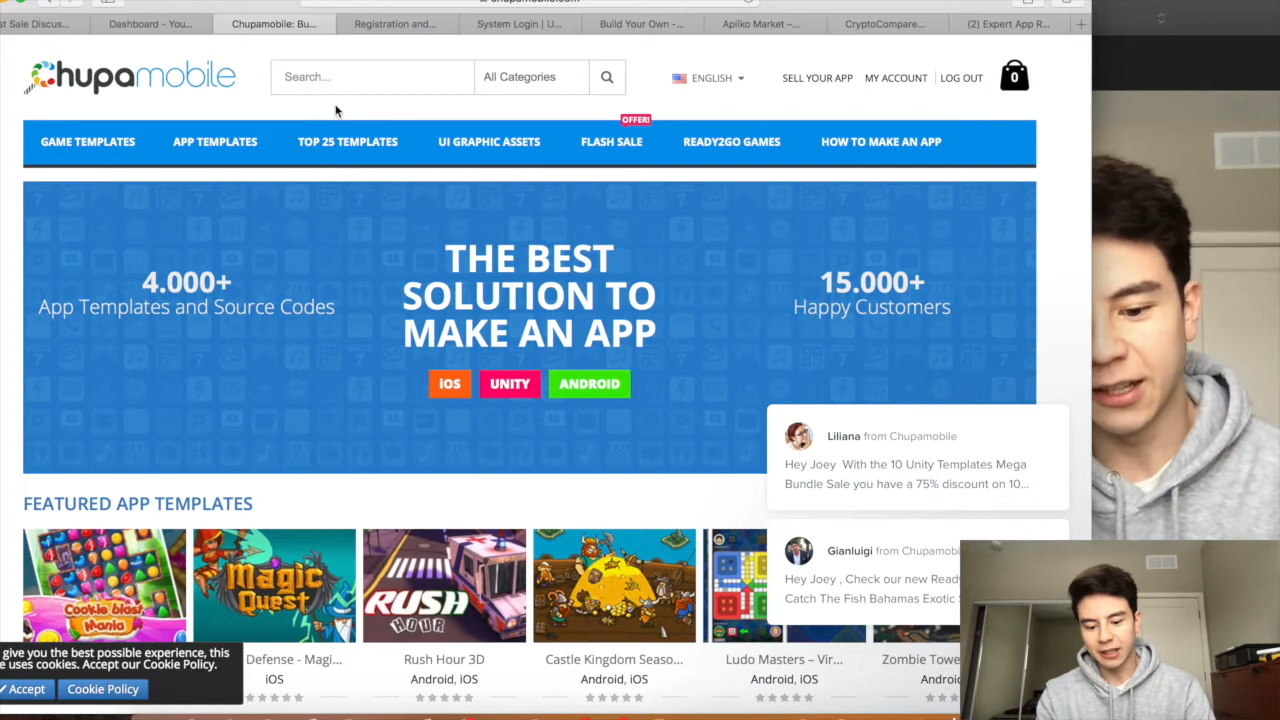 chupamobile.com
st Sale Discus...
Dashboard - You...
Chupamobile: Bu...
Registration and...
System Login | U...
Build Your Own -...
Apliko Market –...
CryptoCompare...
(2) Expert App R...
chupamobile
Search...
All Categories
ENGLISH
SELL YOUR APP
MY ACCOUNT
LOG OUT
0
OFFER!
GAME TEMPLATES
APP TEMPLATES
TOP 25 TEMPLATES
UI GRAPHIC ASSETS
FLASH SALE
READY2GO GAMES
HOW TO MAKE AN APP
4.000+
App Templates and Source Codes
THE BEST
SOLUTION TO
MAKE AN APP
iOS
UNITY
ANDROID
15.000+
Happy Customers
Liliana from Chupamobile
Hey Joey With the 10 Unity Templates Mega
Bundle Sale you have a 75% discount on 10...
FEATURED APP TEMPLATES
Gianluigi from Chupamobi
Hey Joey , Check our new Ready
Catch The Fish Bahamas Exotic S
Cookie blast
Mania
MAGIC
QUEST
RUSH
HOUR
give you the best possible experience, this
e uses cookies. Accept our Cookie Policy.
Accept
Cookie Policy
Defense - Magi...
iOS
Rush Hour 3D
Android, iOS
Castle Kingdom Seaso...
Android, iOS
Ludo Masters – Vir...
Android, iOS
Zombie Towe
Andro